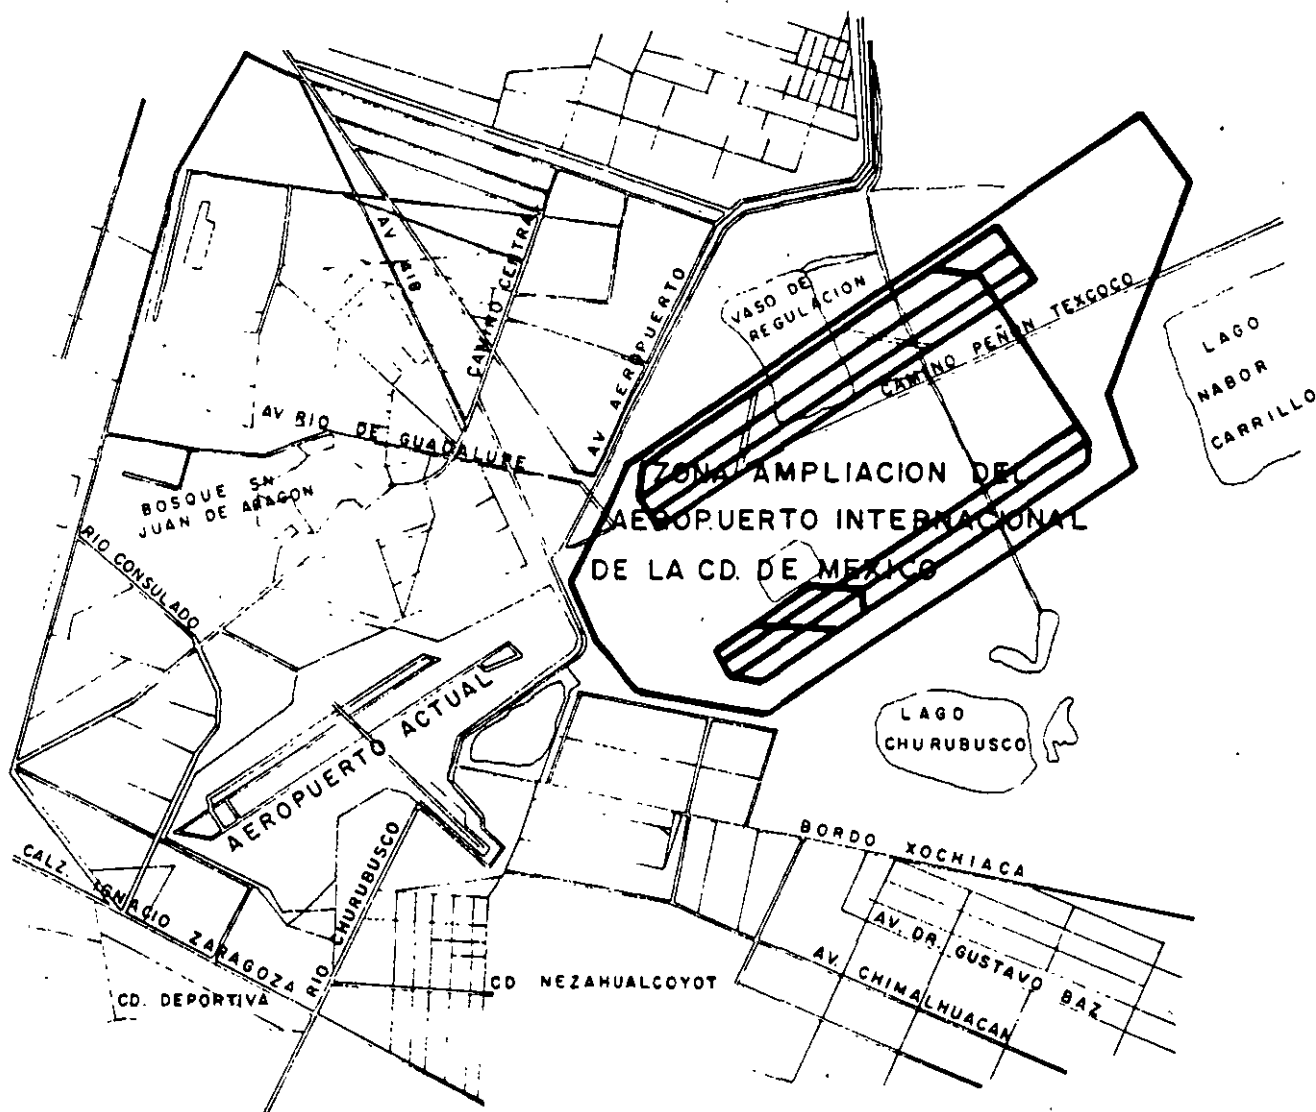 AV 418
CAMINO CENTRAL
AV AEROPUERTO
VASO DE
REGULACION
CAMINO PEÑON TEXCOCO
LAGO
NABOR
CARRILLO
AV RIO DE GUADALUPE
BOSQUE SN
JUAN DE ARAGON
ZONA AMPLIACION DEL
AEROPUERTO INTERNACIONAL
DE LA CD. DE MEXICO
RIO CONSULADO
AEROPUERTO ACTUAL
LAGO
CHURUBUSCO
BORDO XOCHIACA
CALZ. IGNACIO ZARAGOZA
RIO CHURUBUSCO
AV. DR. GUSTAVO BAZ
AV. CHIMALHUACAN
CD NEZAHUALCOYOT
CD. DEPORTIVA